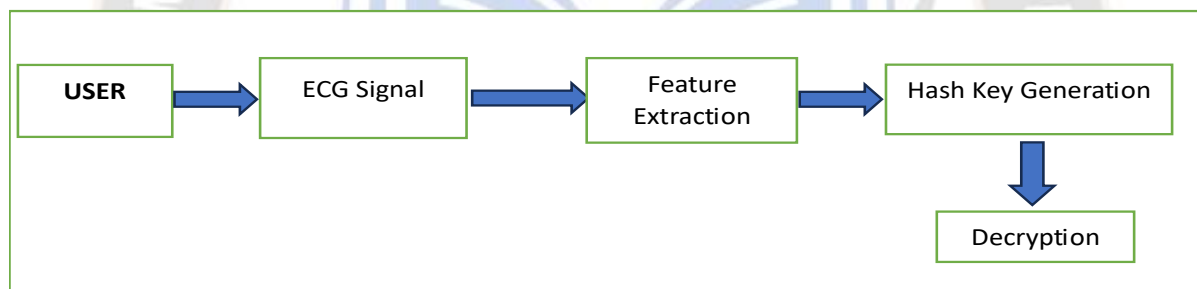 USER
ECG Signal
Feature
Extraction
Hash Key Generation
Decryption